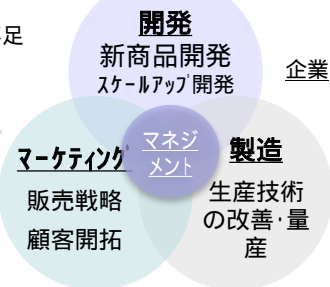 足
開発
新商品開発
スケールアップ開発
企業
マーケティング
販売戦略
顧客開拓
マネジ
メント
製造
生産技術
の改善・量
産